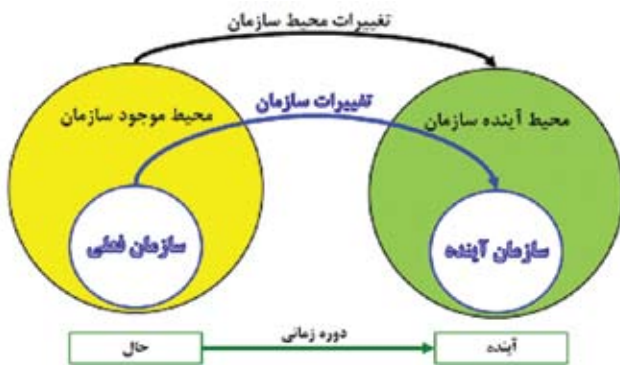 تغییرات محیط سازمان
محیط آینده سازمان
تغییرات سازمان
محیط موجود سازمان
سازمان آینده
سازمان فعلی
آینده
دوره زمانی
حال